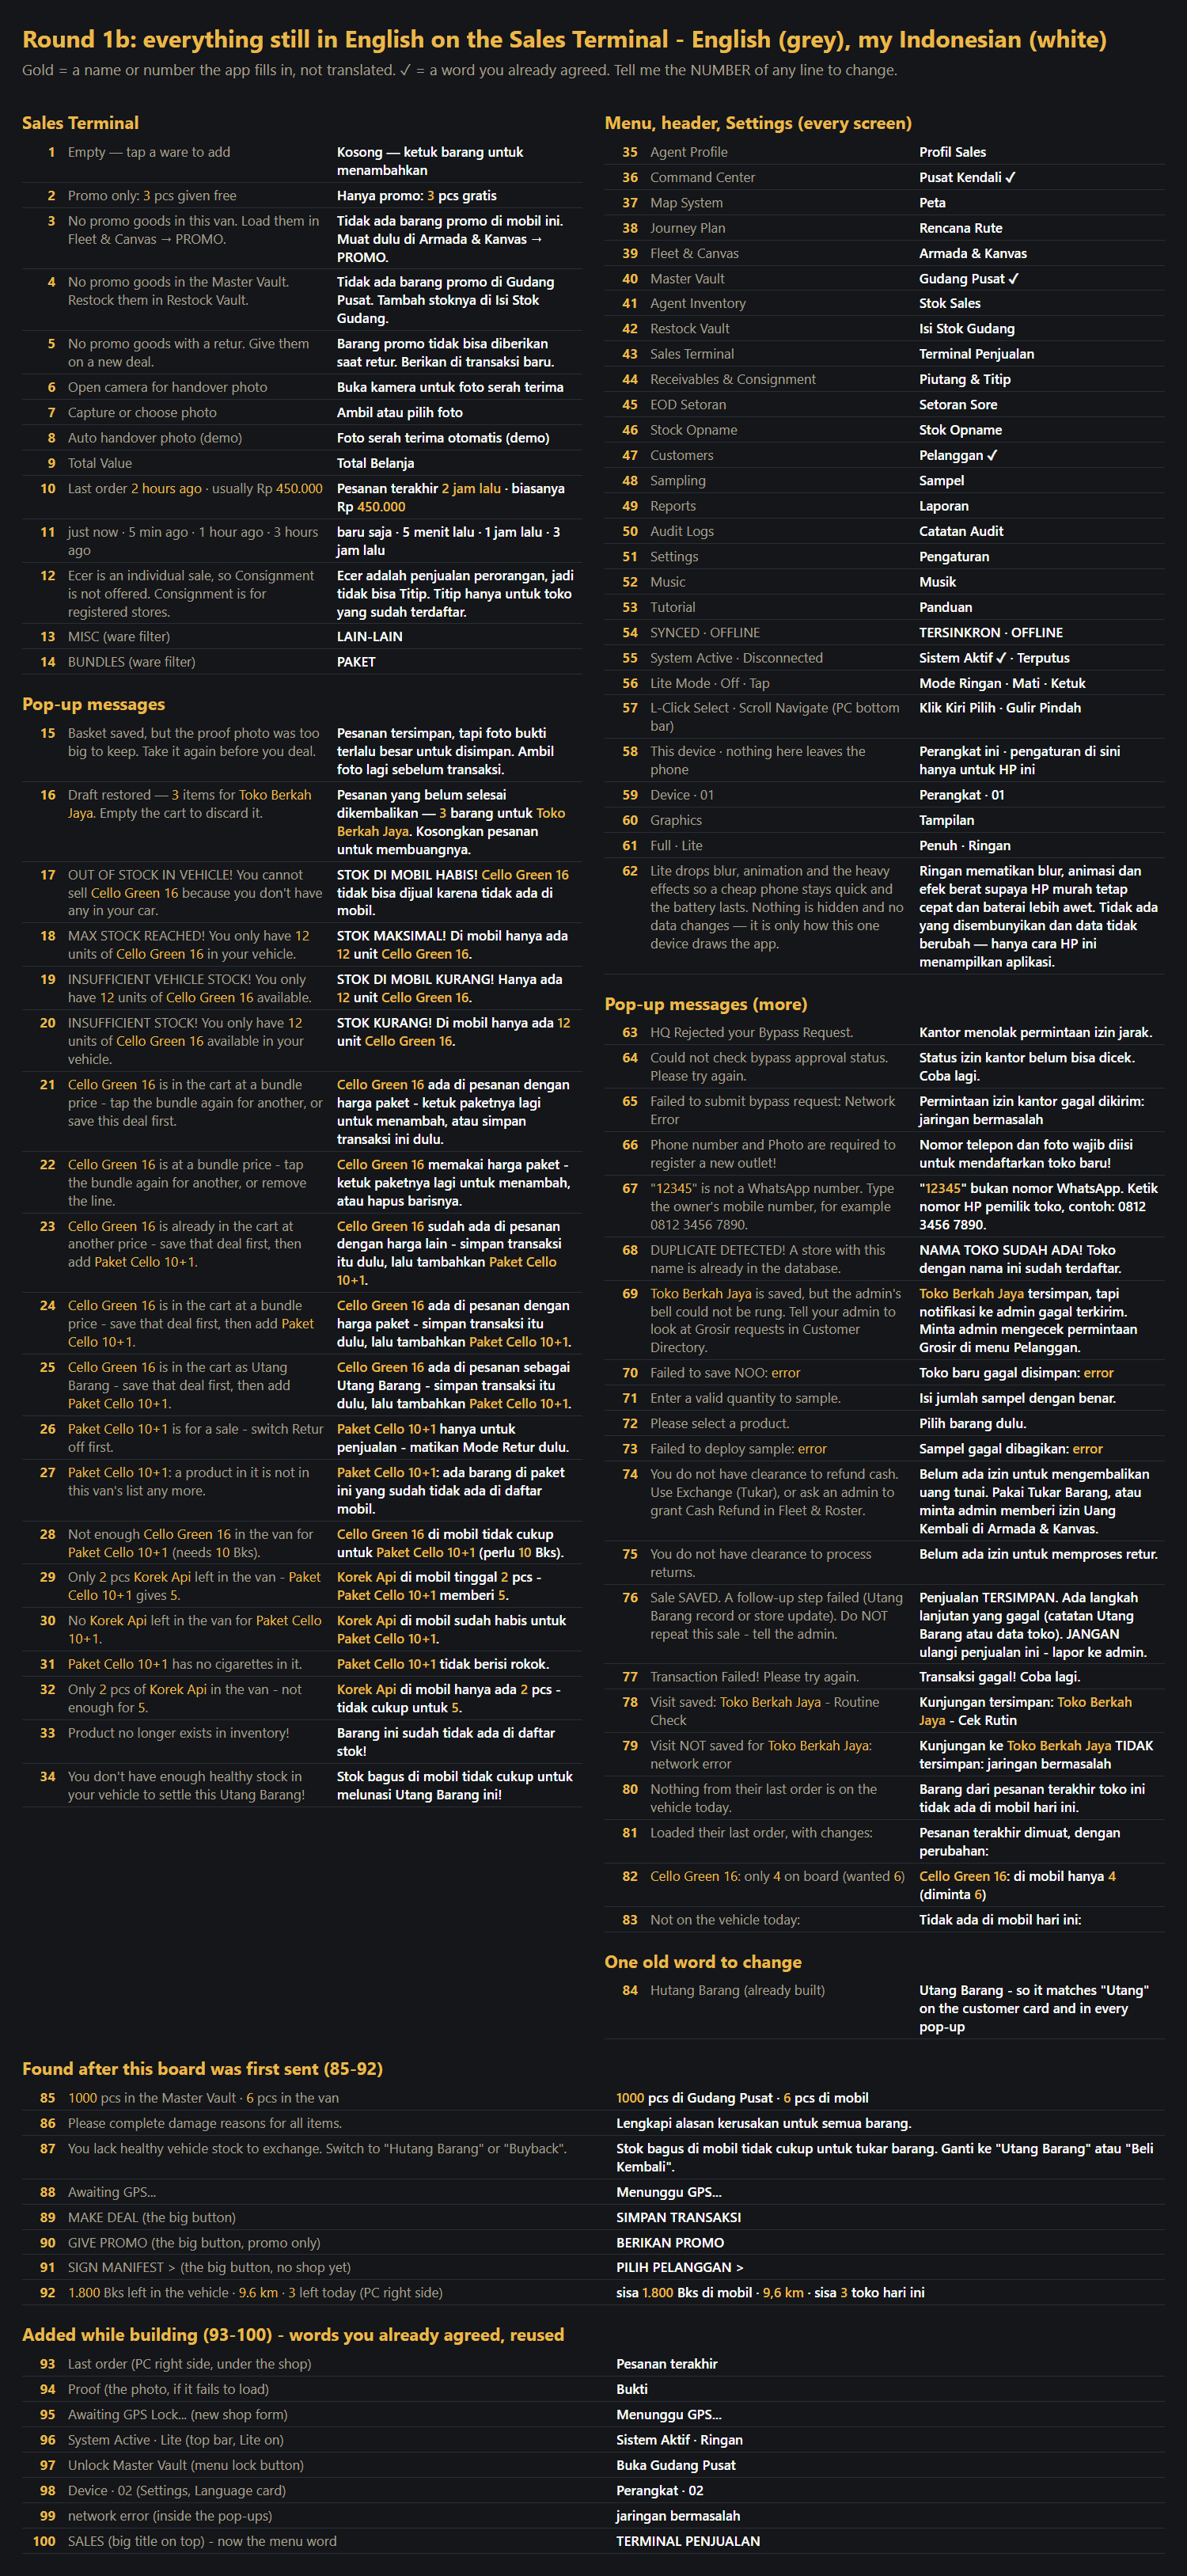 Round 1b: everything still in English on the Sales Terminal - English (grey), my Indonesian (white)
Gold = a name or number the app fills in, not translated. ✓ = a word you already agreed. Tell me the NUMBER of any line to change.
Sales Terminal
1 Empty — tap a ware to add Kosong — ketuk barang untuk
menambahkan
2 Promo only: 3 pcs given free Hanya promo: 3 pcs gratis
3 No promo goods in this van. Load them in Tidak ada barang promo di mobil ini.
Fleet & Canvas → PROMO. Muat dulu di Armada & Kanvas →
PROMO.
4 No promo goods in the Master Vault. Tidak ada barang promo di Gudang
Restock them in Restock Vault. Pusat. Tambah stoknya di Isi Stok
Gudang.
5 No promo goods with a retur. Give them Barang promo tidak bisa diberikan
on a new deal. saat retur. Berikan di transaksi baru.
6 Open camera for handover photo Buka kamera untuk foto serah terima
7 Capture or choose photo Ambil atau pilih foto
8 Auto handover photo (demo) Foto serah terima otomatis (demo)
9 Total Value Total Belanja
10 Last order 2 hours ago · usually Rp 450.000 Pesanan terakhir 2 jam lalu · biasanya
Rp 450.000
11 just now · 5 min ago · 1 hour ago · 3 hours baru saja · 5 menit lalu · 1 jam lalu · 3
ago jam lalu
12 Ecer is an individual sale, so Consignment Ecer adalah penjualan perorangan, jadi
is not offered. Consignment is for tidak bisa Titip. Titip hanya untuk toko
registered stores. yang sudah terdaftar.
13 MISC (ware filter) LAIN-LAIN
14 BUNDLES (ware filter) PAKET
Pop-up messages
15 Basket saved, but the proof photo was too Pesanan tersimpan, tapi foto bukti
big to keep. Take it again before you deal. terlalu besar untuk disimpan. Ambil
foto lagi sebelum transaksi.
16 Draft restored — 3 items for Toko Berkah Pesanan yang belum selesai
Jaya. Empty the cart to discard it. dikembalikan — 3 barang untuk Toko
Berkah Jaya. Kosongkan pesanan
untuk membuangnya.
17 OUT OF STOCK IN VEHICLE! You cannot STOK DI MOBIL HABIS! Cello Green 16
sell Cello Green 16 because you don't have tidak bisa dijual karena tidak ada di
any in your car. mobil.
18 MAX STOCK REACHED! You only have 12 STOK MAKSIMAL! Di mobil hanya ada
units of Cello Green 16 in your vehicle. 12 unit Cello Green 16.
19 INSUFFICIENT VEHICLE STOCK! You only STOK DI MOBIL KURANG! Hanya ada
have 12 units of Cello Green 16 available. 12 unit Cello Green 16.
20 INSUFFICIENT STOCK! You only have 12 STOK KURANG! Di mobil hanya ada 12
units of Cello Green 16 available in your unit Cello Green 16.
vehicle.
21 Cello Green 16 is in the cart at a bundle Cello Green 16 ada di pesanan dengan
price - tap the bundle again for another, or harga paket - ketuk paketnya lagi
save this deal first. untuk menambah, atau simpan
transaksi ini dulu.
22 Cello Green 16 is at a bundle price - tap Cello Green 16 memakai harga paket -
the bundle again for another, or remove ketuk paketnya lagi untuk menambah,
the line. atau hapus barisnya.
23 Cello Green 16 is already in the cart at Cello Green 16 sudah ada di pesanan
another price - save that deal first, then dengan harga lain - simpan transaksi
add Paket Cello 10+1. itu dulu, lalu tambahkan Paket Cello
10+1.
24 Cello Green 16 is in the cart at a bundle Cello Green 16 ada di pesanan dengan
price - save that deal first, then add Paket harga paket - simpan transaksi itu
Cello 10+1. dulu, lalu tambahkan Paket Cello 10+1.
25 Cello Green 16 is in the cart as Utang Cello Green 16 ada di pesanan sebagai
Barang - save that deal first, then add Utang Barang - simpan transaksi itu
Paket Cello 10+1. dulu, lalu tambahkan Paket Cello 10+1.
26 Paket Cello 10+1 is for a sale - switch Retur Paket Cello 10+1 hanya untuk
off first. penjualan - matikan Mode Retur dulu.
27 Paket Cello 10+1: a product in it is not in Paket Cello 10+1: ada barang di paket
this van's list any more. ini yang sudah tidak ada di daftar
mobil.
28 Not enough Cello Green 16 in the van for Cello Green 16 di mobil tidak cukup
Paket Cello 10+1 (needs 10 Bks). untuk Paket Cello 10+1 (perlu 10 Bks).
29 Only 2 pcs Korek Api left in the van - Paket Korek Api di mobil tinggal 2 pcs -
Cello 10+1 gives 5. Paket Cello 10+1 memberi 5.
30 No Korek Api left in the van for Paket Cello Korek Api di mobil sudah habis untuk
10+1. Paket Cello 10+1.
31 Paket Cello 10+1 has no cigarettes in it. Paket Cello 10+1 tidak berisi rokok.
32 Only 2 pcs of Korek Api in the van - not Korek Api di mobil hanya ada 2 pcs -
enough for 5. tidak cukup untuk 5.
33 Product no longer exists in inventory! Barang ini sudah tidak ada di daftar
stok!
34 You don't have enough healthy stock in Stok bagus di mobil tidak cukup untuk
your vehicle to settle this Utang Barang! melunasi Utang Barang ini!
Menu, header, Settings (every screen)
35 Agent Profile Profil Sales
36 Command Center Pusat Kendali ✓
37 Map System Peta
38 Journey Plan Rencana Rute
39 Fleet & Canvas Armada & Kanvas
40 Master Vault Gudang Pusat ✓
41 Agent Inventory Stok Sales
42 Restock Vault Isi Stok Gudang
43 Sales Terminal Terminal Penjualan
44 Receivables & Consignment Piutang & Titip
45 EOD Setoran Setoran Sore
46 Stock Opname Stok Opname
47 Customers Pelanggan ✓
48 Sampling Sampel
49 Reports Laporan
50 Audit Logs Catatan Audit
51 Settings Pengaturan
52 Music Musik
53 Tutorial Panduan
54 SYNCED · OFFLINE TERSINKRON · OFFLINE
55 System Active · Disconnected Sistem Aktif ✓ · Terputus
56 Lite Mode · Off · Tap Mode Ringan · Mati · Ketuk
57 L-Click Select · Scroll Navigate (PC bottom Klik Kiri Pilih · Gulir Pindah
bar)
58 This device · nothing here leaves the Perangkat ini · pengaturan di sini
phone hanya untuk HP ini
59 Device · 01 Perangkat · 01
60 Graphics Tampilan
61 Full · Lite Penuh · Ringan
62 Lite drops blur, animation and the heavy Ringan mematikan blur, animasi dan
effects so a cheap phone stays quick and efek berat supaya HP murah tetap
the battery lasts. Nothing is hidden and no cepat dan baterai lebih awet. Tidak ada
data changes — it is only how this one yang disembunyikan dan data tidak
device draws the app. berubah — hanya cara HP ini
menampilkan aplikasi.
Pop-up messages (more)
63 HQ Rejected your Bypass Request. Kantor menolak permintaan izin jarak.
64 Could not check bypass approval status. Status izin kantor belum bisa dicek.
Please try again. Coba lagi.
65 Failed to submit bypass request: Network Permintaan izin kantor gagal dikirim:
Error jaringan bermasalah
66 Phone number and Photo are required to Nomor telepon dan foto wajib diisi
register a new outlet! untuk mendaftarkan toko baru!
67 "12345" is not a WhatsApp number. Type "12345" bukan nomor WhatsApp. Ketik
the owner's mobile number, for example nomor HP pemilik toko, contoh: 0812
0812 3456 7890. 3456 7890.
68 DUPLICATE DETECTED! A store with this NAMA TOKO SUDAH ADA! Toko
name is already in the database. dengan nama ini sudah terdaftar.
69 Toko Berkah Jaya is saved, but the admin's Toko Berkah Jaya tersimpan, tapi
bell could not be rung. Tell your admin to notifikasi ke admin gagal terkirim.
look at Grosir requests in Customer Minta admin mengecek permintaan
Directory. Grosir di menu Pelanggan.
70 Failed to save NOO: error Toko baru gagal disimpan: error
71 Enter a valid quantity to sample. Isi jumlah sampel dengan benar.
72 Please select a product. Pilih barang dulu.
73 Failed to deploy sample: error Sampel gagal dibagikan: error
74 You do not have clearance to refund cash. Belum ada izin untuk mengembalikan
Use Exchange (Tukar), or ask an admin to uang tunai. Pakai Tukar Barang, atau
grant Cash Refund in Fleet & Roster. minta admin memberi izin Uang
Kembali di Armada & Kanvas.
75 You do not have clearance to process Belum ada izin untuk memproses retur.
returns.
76 Sale SAVED. A follow-up step failed (Utang Penjualan TERSIMPAN. Ada langkah
Barang record or store update). Do NOT lanjutan yang gagal (catatan Utang
repeat this sale - tell the admin. Barang atau data toko). JANGAN
ulangi penjualan ini - lapor ke admin.
77 Transaction Failed! Please try again. Transaksi gagal! Coba lagi.
78 Visit saved: Toko Berkah Jaya - Routine Kunjungan tersimpan: Toko Berkah
Check Jaya - Cek Rutin
79 Visit NOT saved for Toko Berkah Jaya: Kunjungan ke Toko Berkah Jaya TIDAK
network error tersimpan: jaringan bermasalah
80 Nothing from their last order is on the Barang dari pesanan terakhir toko ini
vehicle today. tidak ada di mobil hari ini.
81 Loaded their last order, with changes: Pesanan terakhir dimuat, dengan
perubahan:
82 Cello Green 16: only 4 on board (wanted 6) Cello Green 16: di mobil hanya 4
(diminta 6)
83 Not on the vehicle today: Tidak ada di mobil hari ini:
One old word to change
84 Hutang Barang (already built) Utang Barang - so it matches "Utang"
on the customer card and in every
pop-up
Found after this board was first sent (85-92)
85 1000 pcs in the Master Vault · 6 pcs in the van 1000 pcs di Gudang Pusat · 6 pcs di mobil
86 Please complete damage reasons for all items. Lengkapi alasan kerusakan untuk semua barang.
87 You lack healthy vehicle stock to exchange. Switch to "Hutang Barang" or "Buyback". Stok bagus di mobil tidak cukup untuk tukar barang. Ganti ke "Utang Barang" atau "Beli
Kembali".
88 Awaiting GPS... Menunggu GPS...
89 MAKE DEAL (the big button) SIMPAN TRANSAKSI
90 GIVE PROMO (the big button, promo only) BERIKAN PROMO
91 SIGN MANIFEST > (the big button, no shop yet) PILIH PELANGGAN >
92 1.800 Bks left in the vehicle · 9.6 km · 3 left today (PC right side) sisa 1.800 Bks di mobil · 9,6 km · sisa 3 toko hari ini
Added while building (93-100) - words you already agreed, reused
93 Last order (PC right side, under the shop) Pesanan terakhir
94 Proof (the photo, if it fails to load) Bukti
95 Awaiting GPS Lock... (new shop form) Menunggu GPS...
96 System Active · Lite (top bar, Lite on) Sistem Aktif · Ringan
97 Unlock Master Vault (menu lock button) Buka Gudang Pusat
98 Device · 02 (Settings, Language card) Perangkat · 02
99 network error (inside the pop-ups) jaringan bermasalah
100 SALES (big title on top) - now the menu word TERMINAL PENJUALAN